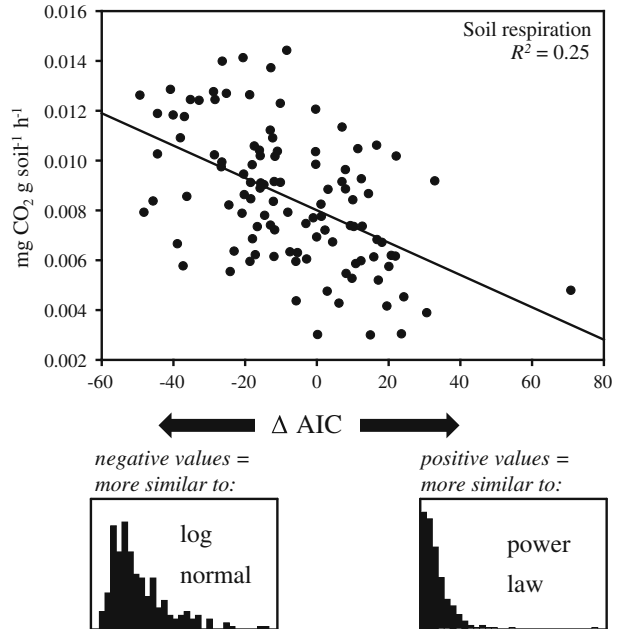 0.016
0.014
0.012
0.010
0.008
0.006
0.004
0.002
mg CO₂ g soil⁻¹ h⁻¹
Soil respiration
R² = 0.25
-60 -40 -20 0 20 40 60 80
Δ AIC
negative values =
more similar to:
log
normal
positive values =
more similar to:
power
law